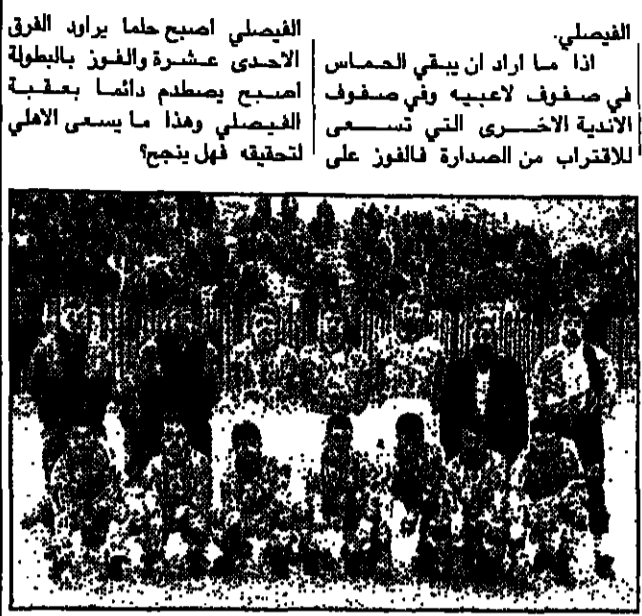 الفيصلي.
اذا ما اراد ان يبقي الحماس
في صفوف لاعبيه وفي صفوف
الاندية الاخرى التي تسعى
للاقتراب من الصدارة فالفوز على
الفيصلي اصبح حلما يراود الفرق
الاحدى عشرة والفوز بالبطولة
اصبح يصطدم دائما بعقبة
الفيصلي وهذا ما يسعى الاهلي
لتحقيقه فهل ينجح؟